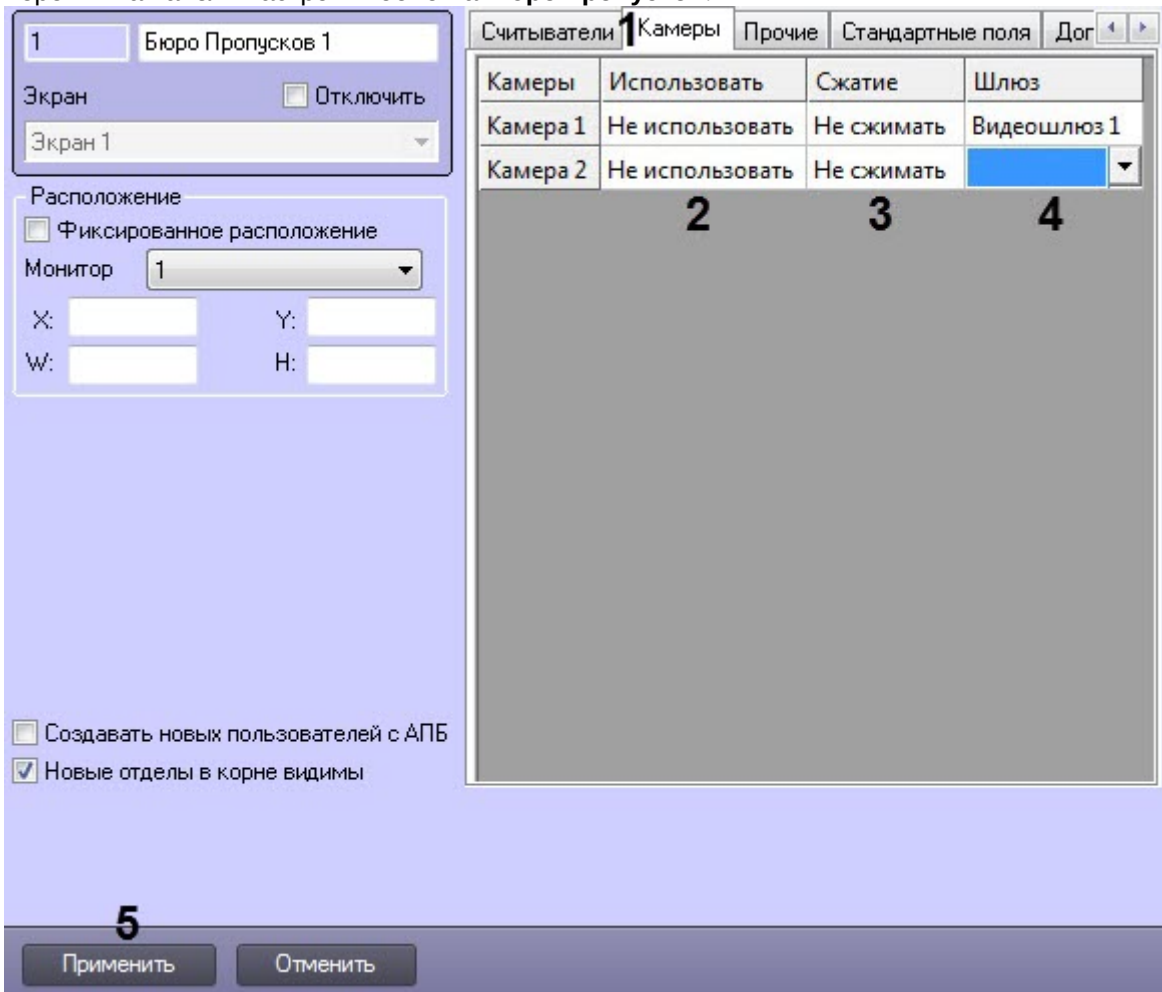 1 Бюро Пропусков 1
Экран Отключить
Экран 1
Расположение
Фиксированное расположение
Монитор 1
X: Y:
W: H:
Создавать новых пользователей с АПБ
Новые отделы в корне видимы
Считыватели 1 Камеры Прочие Стандартные поля Доп
Камеры Использовать Сжатие Шлюз
Камера 1 Не использовать Не сжимать Видеошлюз 1
Камера 2 Не использовать Не сжимать
2 3 4
5
Применить Отменить